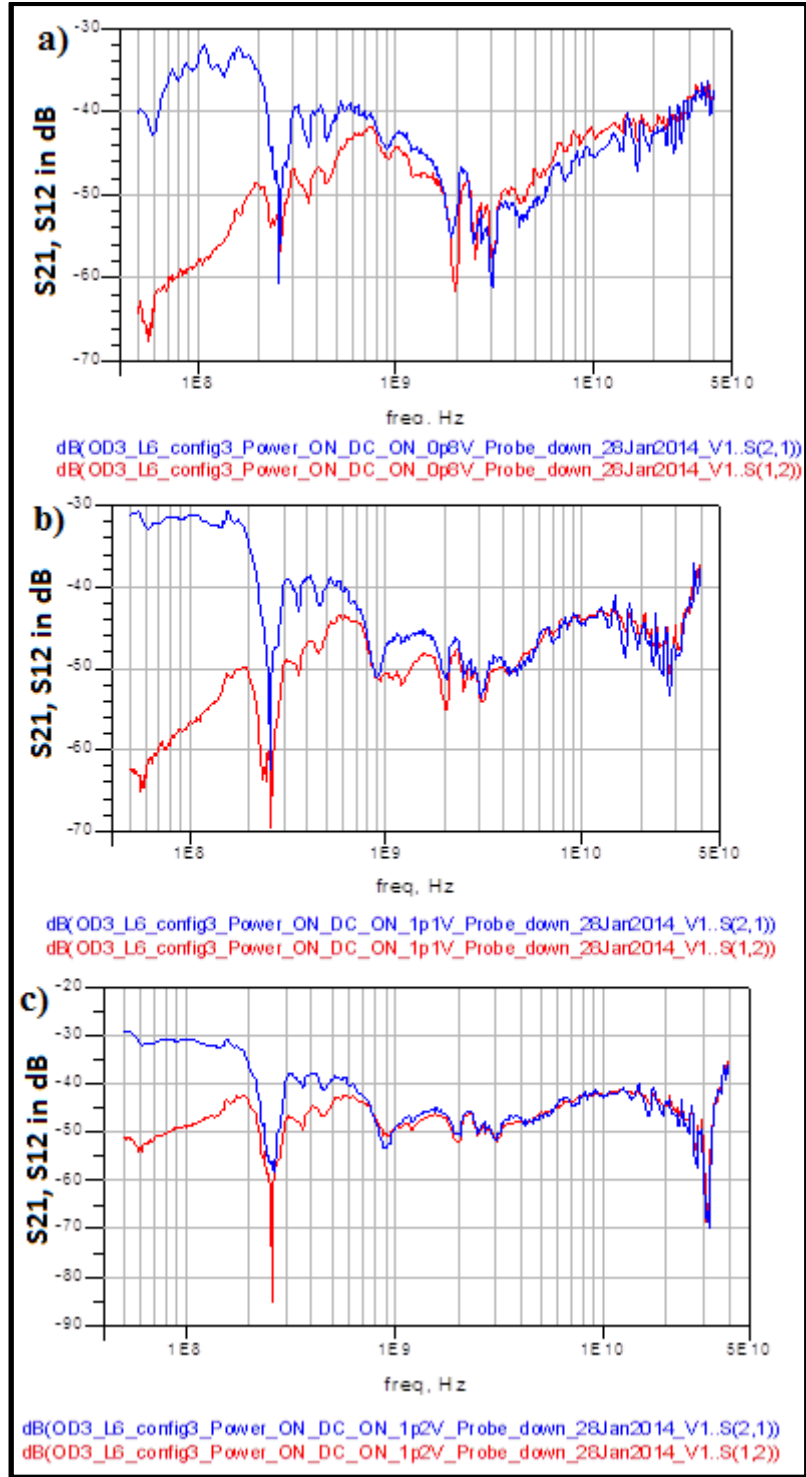 a)
-30
-40
-50
-60
-70
S21, S12 in dB
1E8 1E9 1E10 5E10
freq. Hz
dB(OD3_L6_config3_Power_ON_DC_ON_0p8V_Probe_down_28Jan2014_V1..S(2,1))
dB(OD3_L6_config3_Power_ON_DC_ON_0p8V_Probe_down_28Jan2014_V1..S(1,2))
b)
-30
-40
-50
-60
-70
S21, S12 in dB
1E8 1E9 1E10 5E10
freq, Hz
dB(OD3_L6_config3_Power_ON_DC_ON_1p1V_Probe_down_28Jan2014_V1..S(2,1))
dB(OD3_L6_config3_Power_ON_DC_ON_1p1V_Probe_down_28Jan2014_V1..S(1,2))
c)
-20
-30
-40
-50
-60
-70
-80
-90
S21, S12 in dB
1E8 1E9 1E10 5E10
freq, Hz
dB(OD3_L6_config3_Power_ON_DC_ON_1p2V_Probe_down_28Jan2014_V1..S(2,1))
dB(OD3_L6_config3_Power_ON_DC_ON_1p2V_Probe_down_28Jan2014_V1..S(1,2))